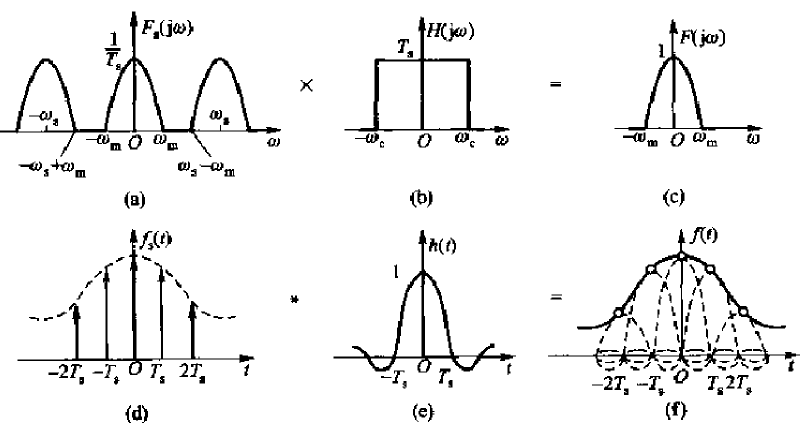 F_s(jω)
1/T_s
-ω_s
ω_s
-ω_m O ω_m ω
-ω_s+ω_m ω_s-ω_m
(a)
×
H(jω)
T_s
-ω_c O ω_c ω
(b)
=
F(jω)
1
-ω_m O ω_m ω
(c)
f_s(t)
-2T_s -T_s O T_s 2T_s t
(d)
*
h(t)
1
-T_s O T_s t
(e)
=
f(t)
-2T_s -T_s O T_s 2T_s t
(f)